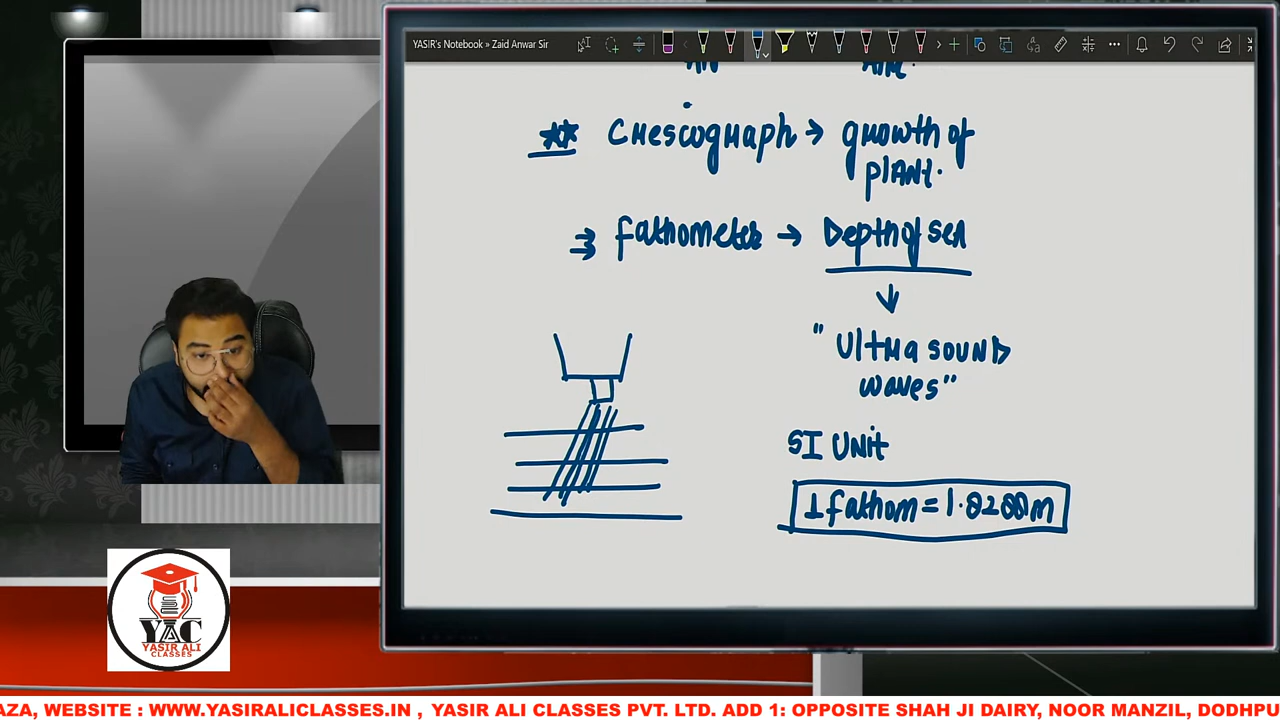 YASIR's Notebook » Zaid Anwar Sir
** Crescograph → growth of
plANt.
⇒ fathometer → Depth of seA
↓
"Ultra souND
waves"
SI UNit
1 fathom = 1.8288m
YAC
YASIR ALI
CLASSES
AZA, WEBSITE : WWW.YASIRALICLASSES.IN , YASIR ALI CLASSES PVT. LTD. ADD 1: OPPOSITE SHAH JI DAIRY, NOOR MANZIL, DODHPU